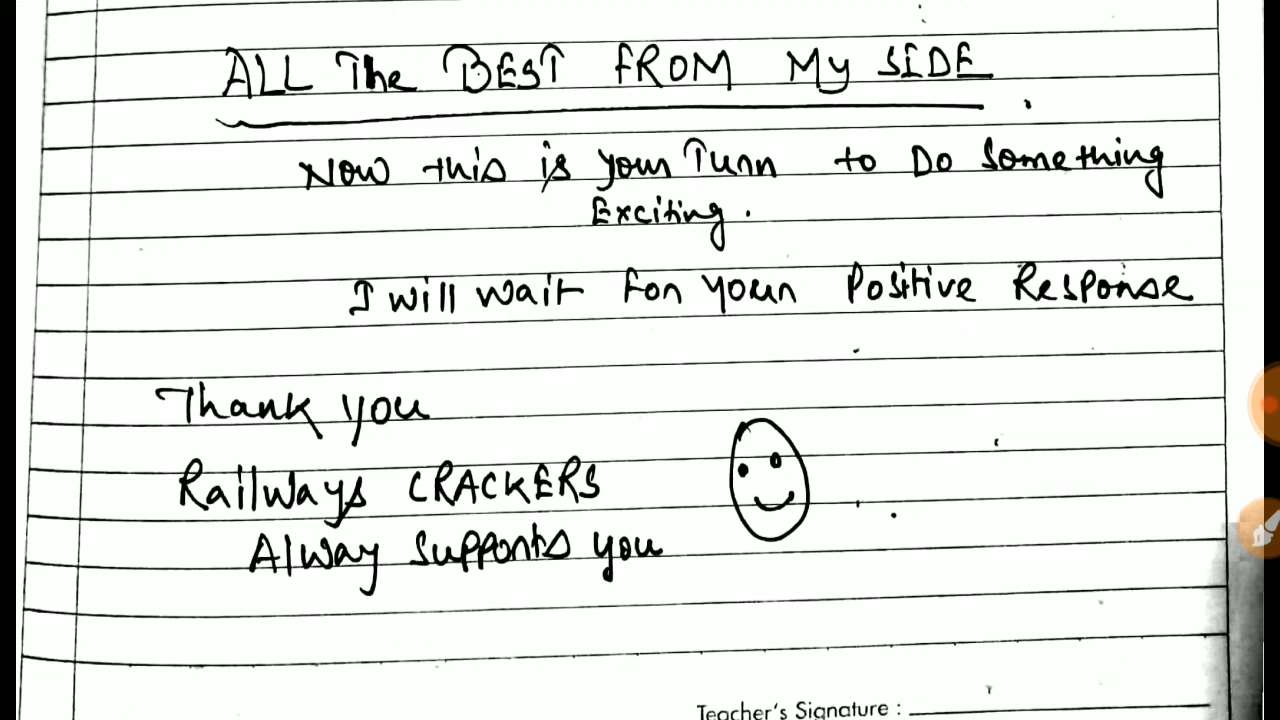 ALL The BEST FROM My SIDE
Now this is your Turn to Do Something
Exciting.
I will wait For your Positive Response
Thank you
Railways CRACKERS
Alway Supports you
Teacher's Signature :